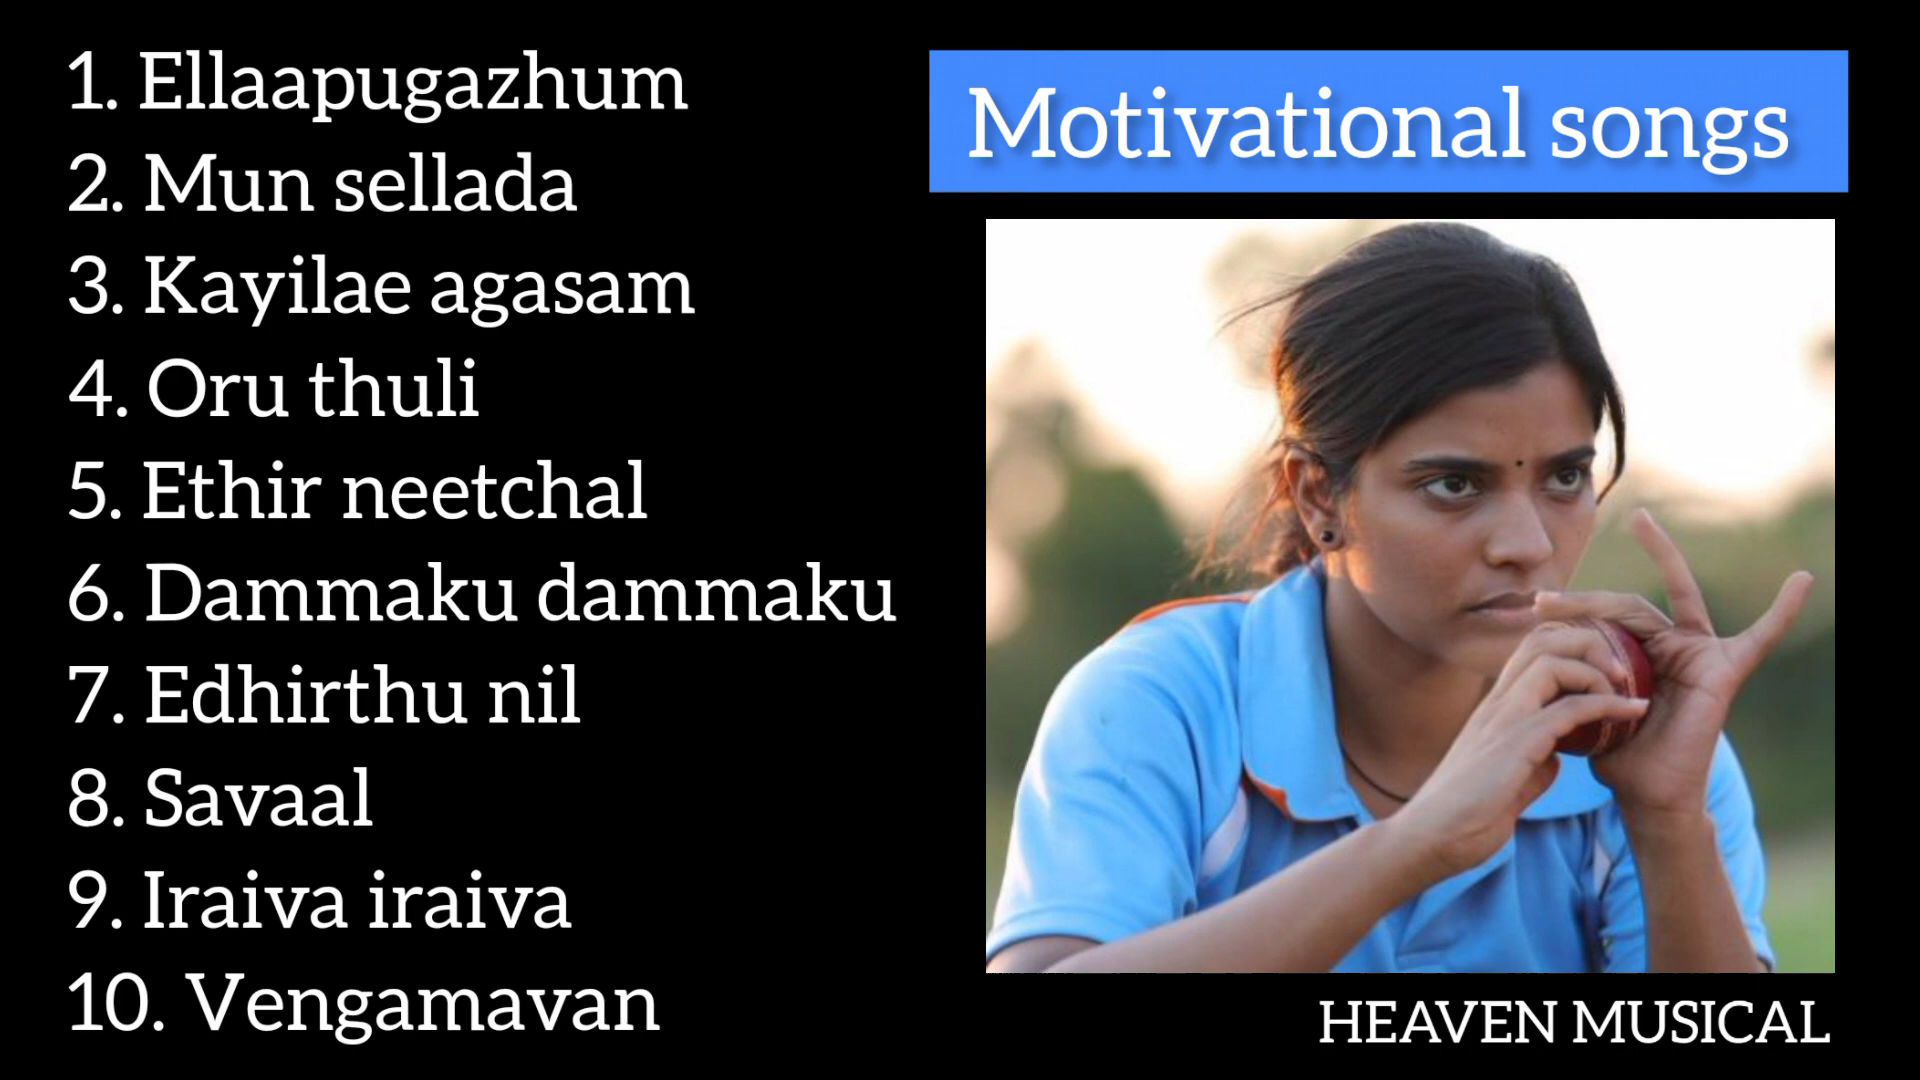 1. Ellaapugazhum
2. Mun sellada
3. Kayilae agasam
4. Oru thuli
5. Ethir neetchal
6. Dammaku dammaku
7. Edhirthu nil
8. Savaal
9. Iraiva iraiva
10. Vengamavan
Motivational songs
HEAVEN MUSICAL